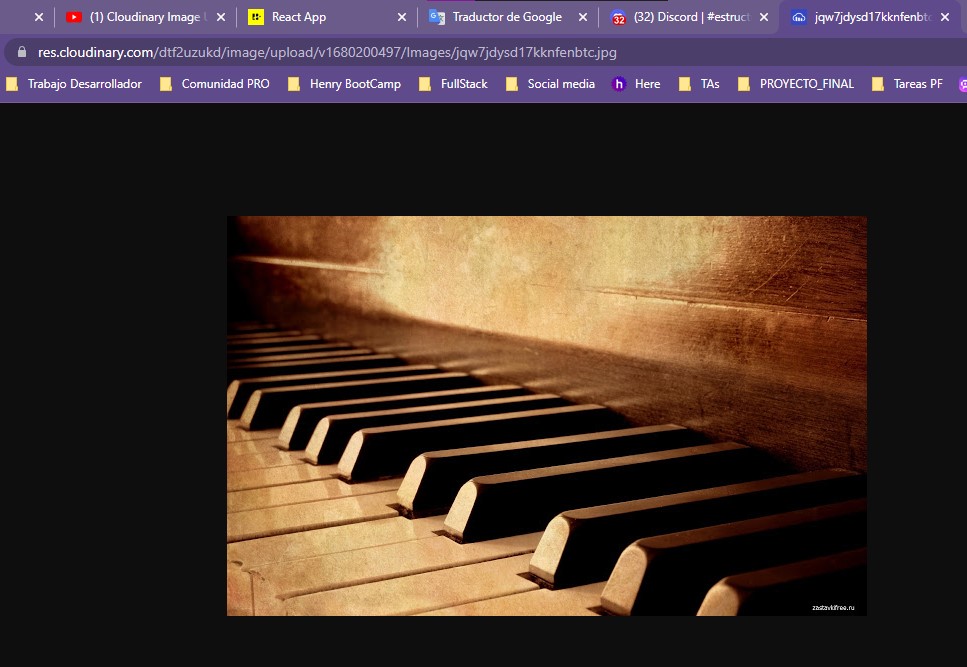 (1) Cloudinary Image
React App
Traductor de Google
(32) Discord | #estruct
jqw7jdysd17kknfenbtc
res.cloudinary.com/dtf2uzukd/image/upload/v1680200497/Images/jqw7jdysd17kknfenbtc.jpg
Trabajo Desarrollador
Comunidad PRO
Henry BootCamp
FullStack
Social media
h
Here
TAs
PROYECTO_FINAL
Tareas PF
zastavkifree.ru